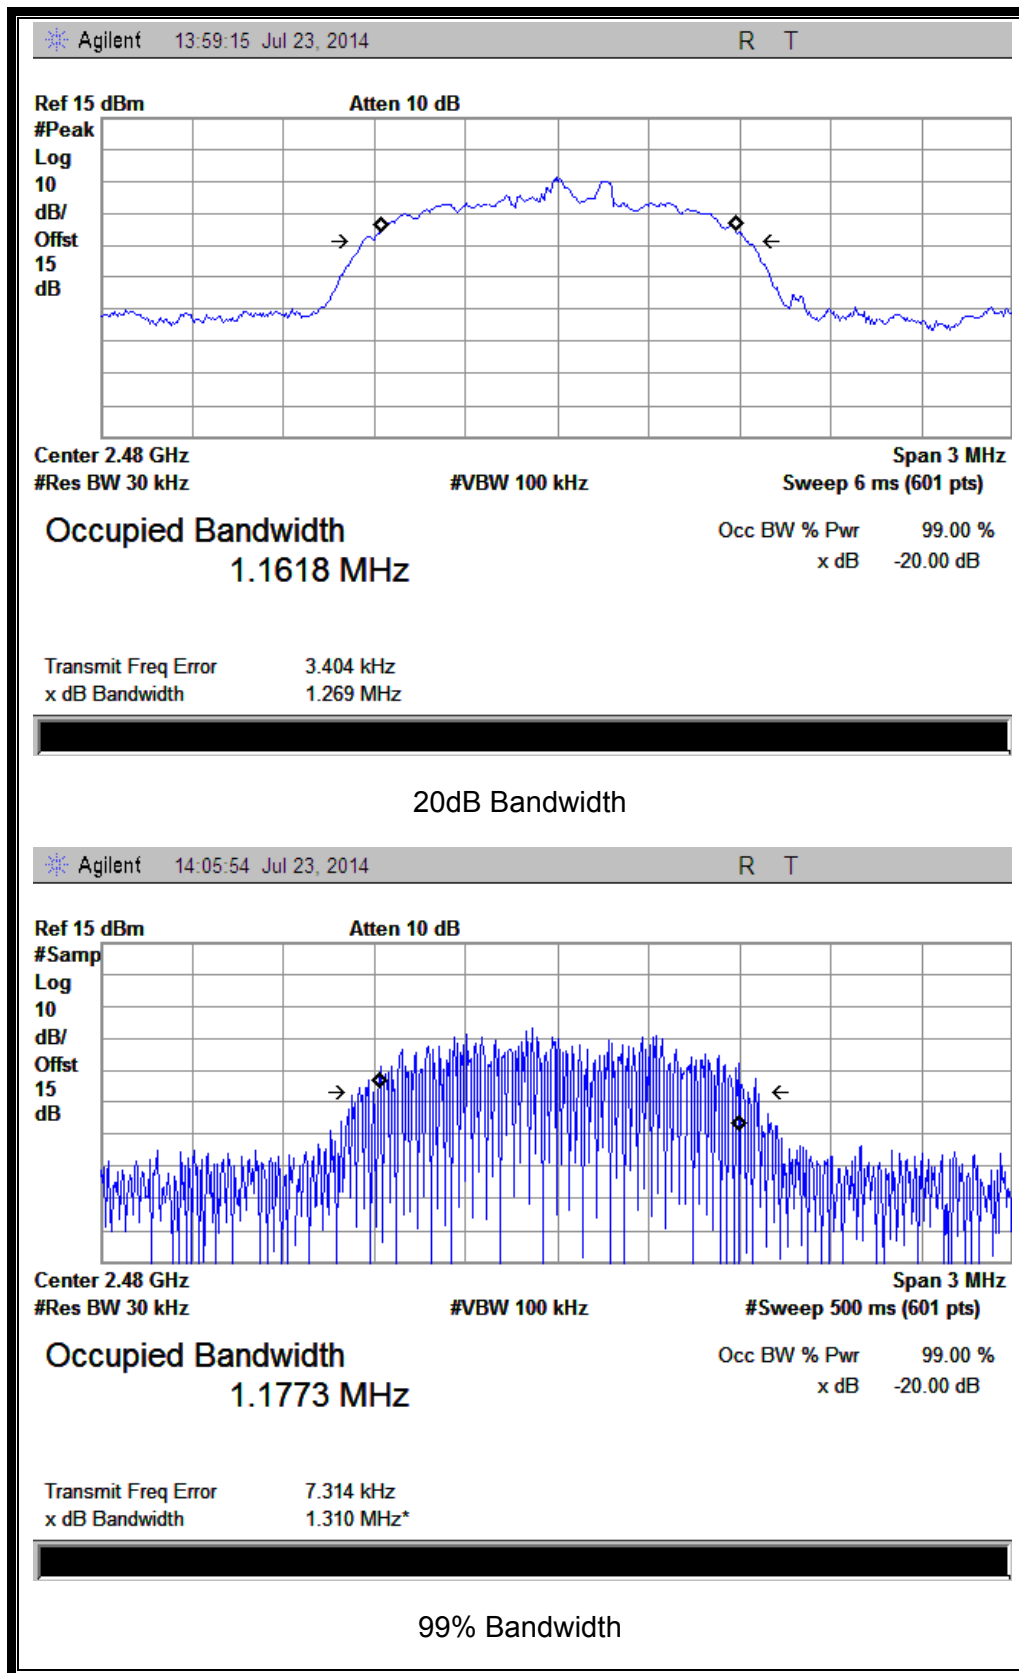 Agilent 13:59:15 Jul 23, 2014 R T
Ref 15 dBm Atten 10 dB
#Peak
Log
10
dB/
Offst
15
dB
Center 2.48 GHz Span 3 MHz
#Res BW 30 kHz #VBW 100 kHz Sweep 6 ms (601 pts)
Occupied Bandwidth Occ BW % Pwr 99.00 %
1.1618 MHz x dB -20.00 dB
Transmit Freq Error 3.404 kHz
x dB Bandwidth 1.269 MHz
20dB Bandwidth
Agilent 14:05:54 Jul 23, 2014 R T
Ref 15 dBm Atten 10 dB
#Samp
Log
10
dB/
Offst
15
dB
Center 2.48 GHz Span 3 MHz
#Res BW 30 kHz #VBW 100 kHz #Sweep 500 ms (601 pts)
Occupied Bandwidth Occ BW % Pwr 99.00 %
1.1773 MHz x dB -20.00 dB
Transmit Freq Error 7.314 kHz
x dB Bandwidth 1.310 MHz*
99% Bandwidth